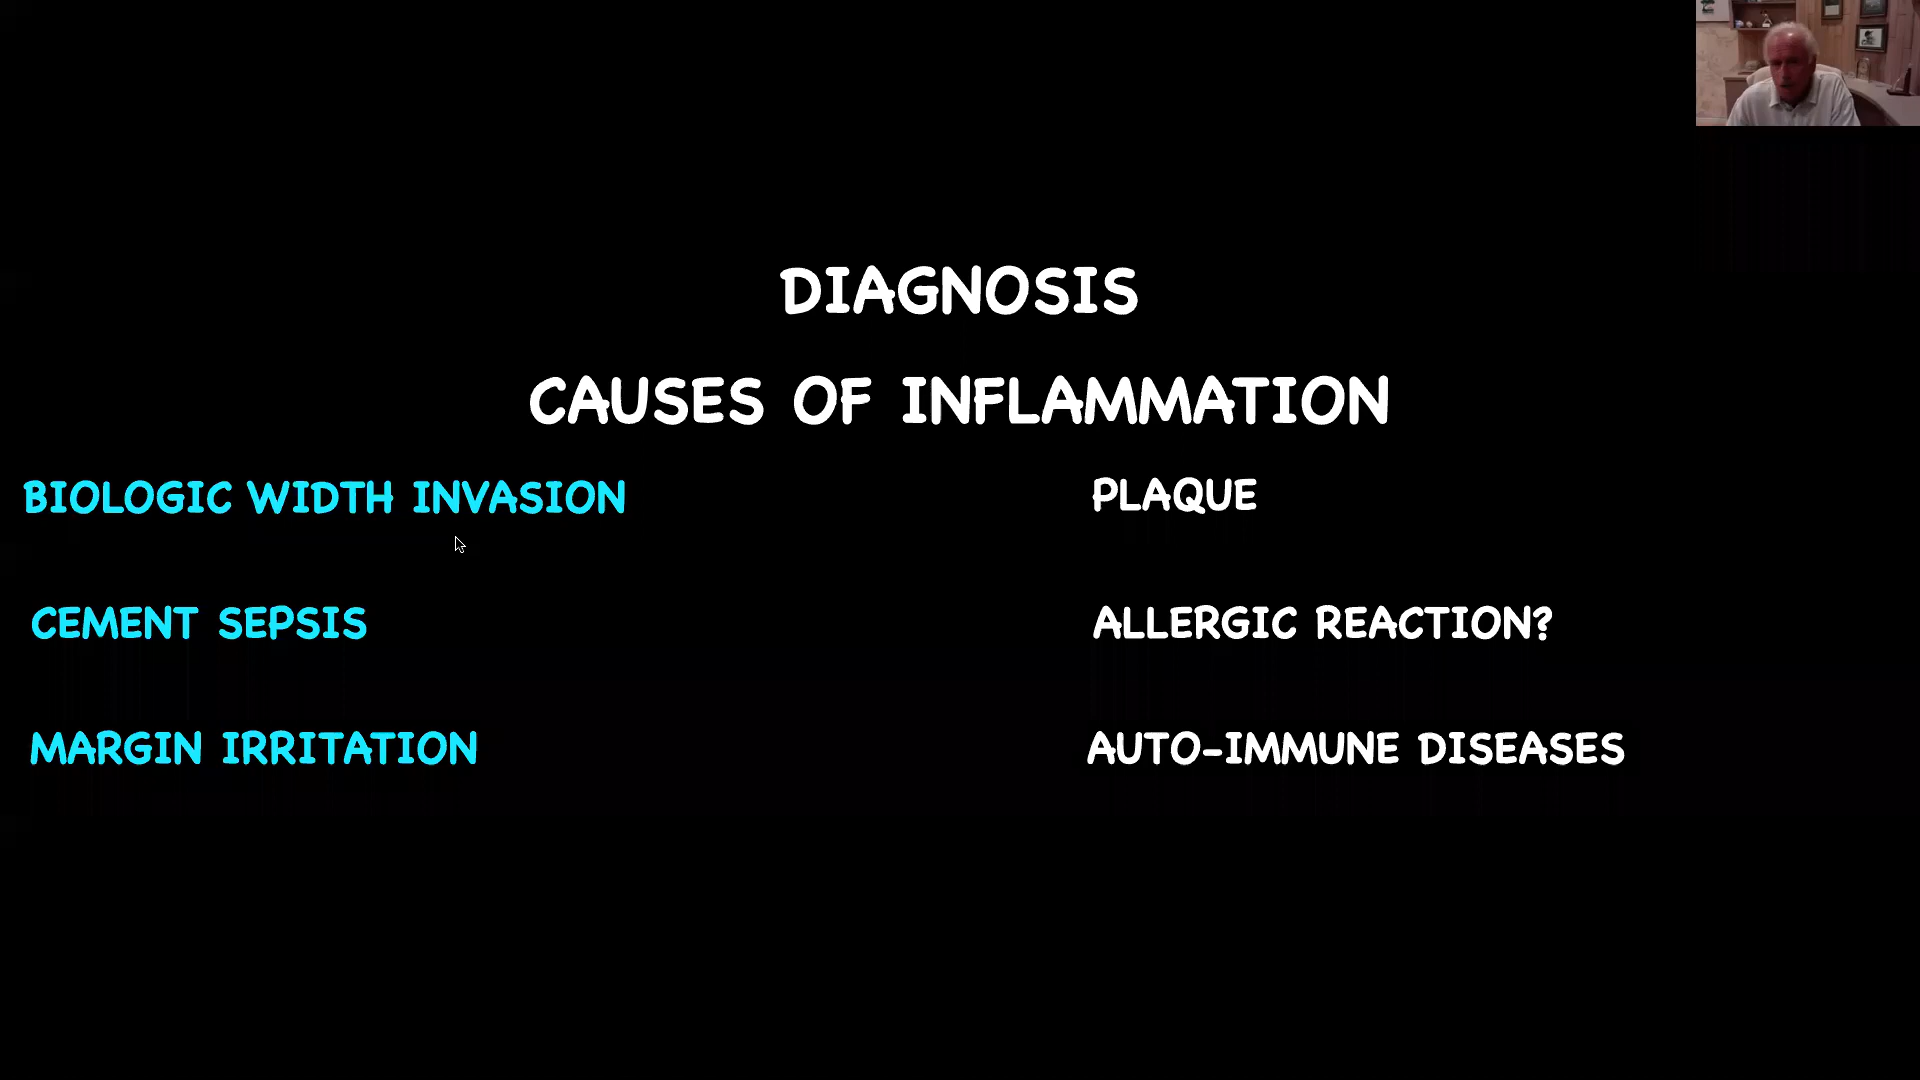 DIAGNOSIS
CAUSES OF INFLAMMATION
BIOLOGIC WIDTH INVASION
PLAQUE
CEMENT SEPSIS
ALLERGIC REACTION?
MARGIN IRRITATION
AUTO-IMMUNE DISEASES